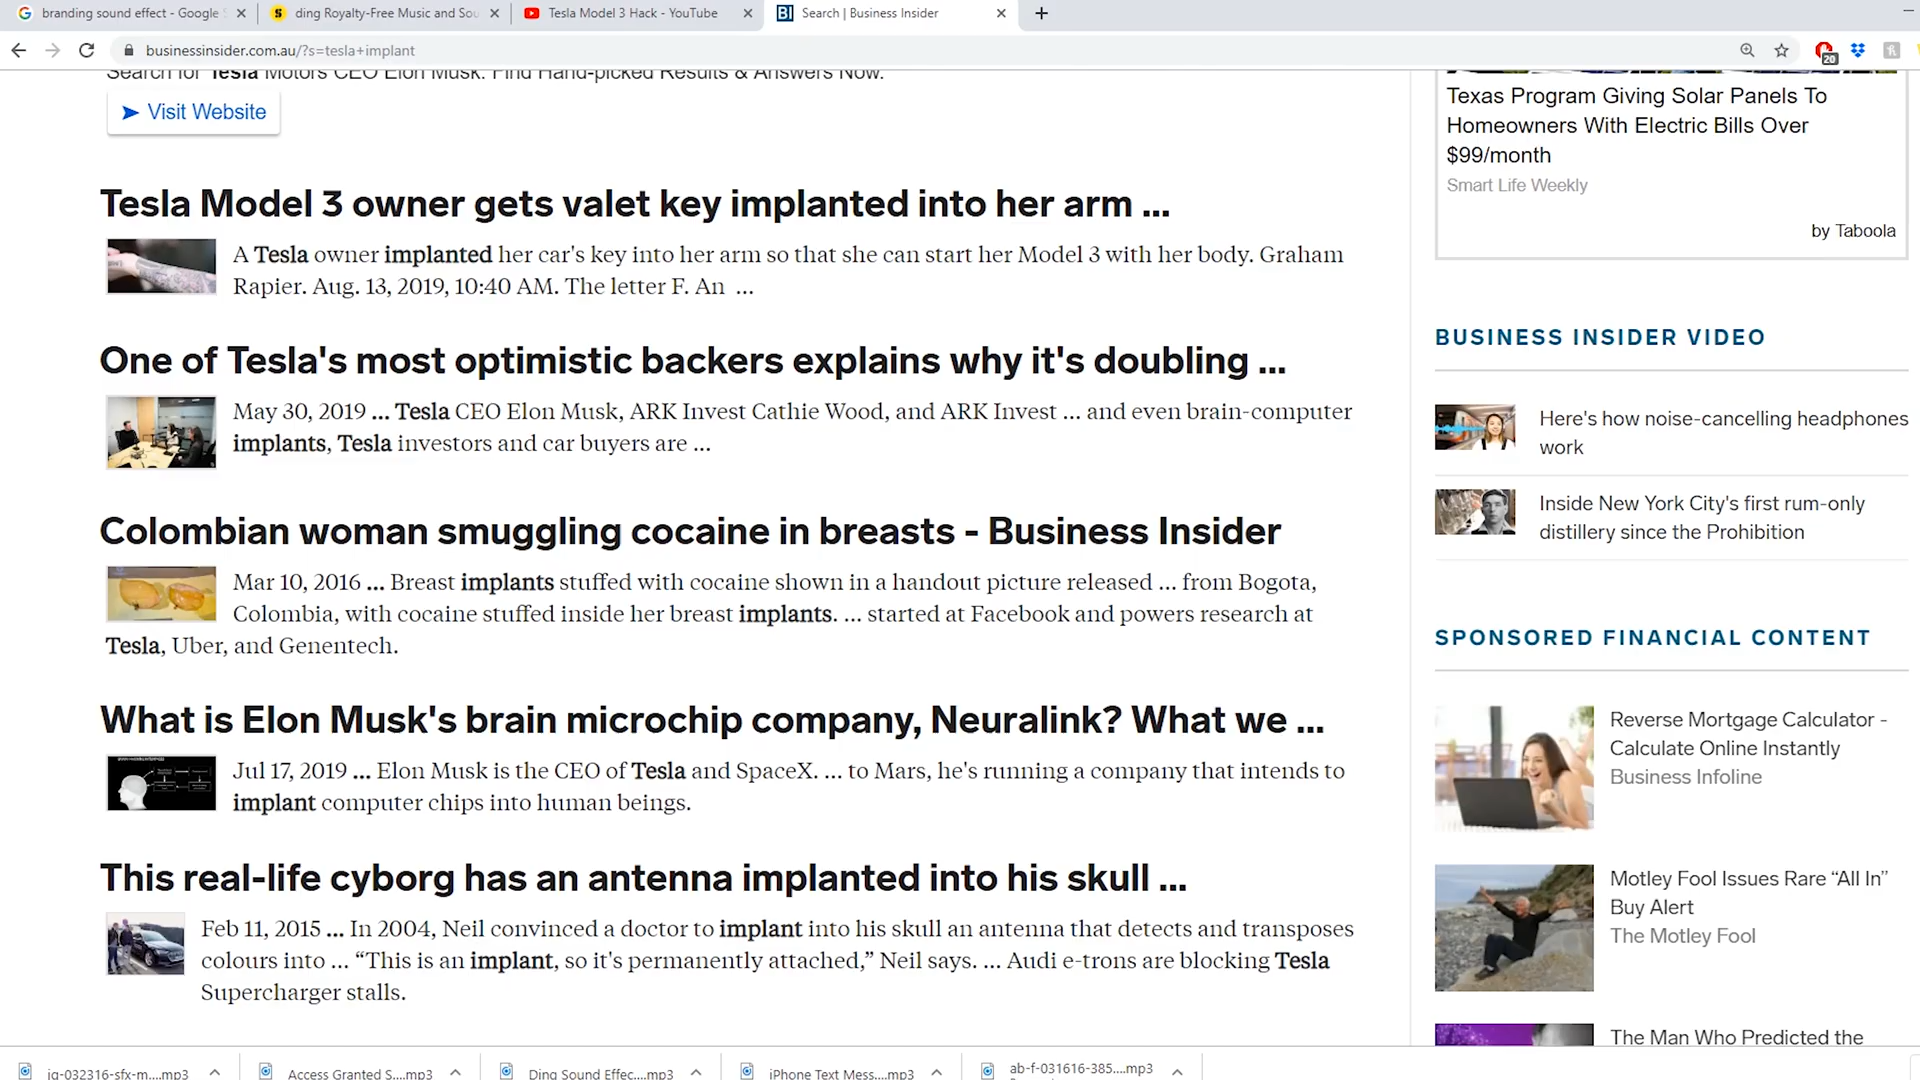 branding sound effect - Google
ding Royalty-Free Music and Sou
Tesla Model 3 Hack - YouTube
Search | Business Insider
businessinsider.com.au/?s=tesla+implant
20
Search for Tesla Motors CEO Elon Musk. Find Hand-picked Results & Answers Now.
Visit Website
Tesla Model 3 owner gets valet key implanted into her arm ...
A Tesla owner implanted her car's key into her arm so that she can start her Model 3 with her body. Graham
Rapier. Aug. 13, 2019, 10:40 AM. The letter F. An ...
One of Tesla's most optimistic backers explains why it's doubling ...
May 30, 2019 ... Tesla CEO Elon Musk, ARK Invest Cathie Wood, and ARK Invest ... and even brain-computer
implants, Tesla investors and car buyers are ...
Colombian woman smuggling cocaine in breasts - Business Insider
Mar 10, 2016 ... Breast implants stuffed with cocaine shown in a handout picture released ... from Bogota,
Colombia, with cocaine stuffed inside her breast implants. ... started at Facebook and powers research at
Tesla, Uber, and Genentech.
What is Elon Musk's brain microchip company, Neuralink? What we ...
Jul 17, 2019 ... Elon Musk is the CEO of Tesla and SpaceX. ... to Mars, he's running a company that intends to
implant computer chips into human beings.
This real-life cyborg has an antenna implanted into his skull ...
Feb 11, 2015 ... In 2004, Neil convinced a doctor to implant into his skull an antenna that detects and transposes
colours into ... “This is an implant, so it's permanently attached,” Neil says. ... Audi e-trons are blocking Tesla
Supercharger stalls.
Texas Program Giving Solar Panels To
Homeowners With Electric Bills Over
$99/month
Smart Life Weekly
by Taboola
BUSINESS INSIDER VIDEO
Here's how noise-cancelling headphones
work
Inside New York City's first rum-only
distillery since the Prohibition
SPONSORED FINANCIAL CONTENT
Reverse Mortgage Calculator -
Calculate Online Instantly
Business Infoline
Motley Fool Issues Rare “All In”
Buy Alert
The Motley Fool
The Man Who Predicted the
jg-032316-sfx-m....mp3
Access Granted S....mp3
Ding Sound Effec....mp3
iPhone Text Mess....mp3
ab-f-031616-385....mp3